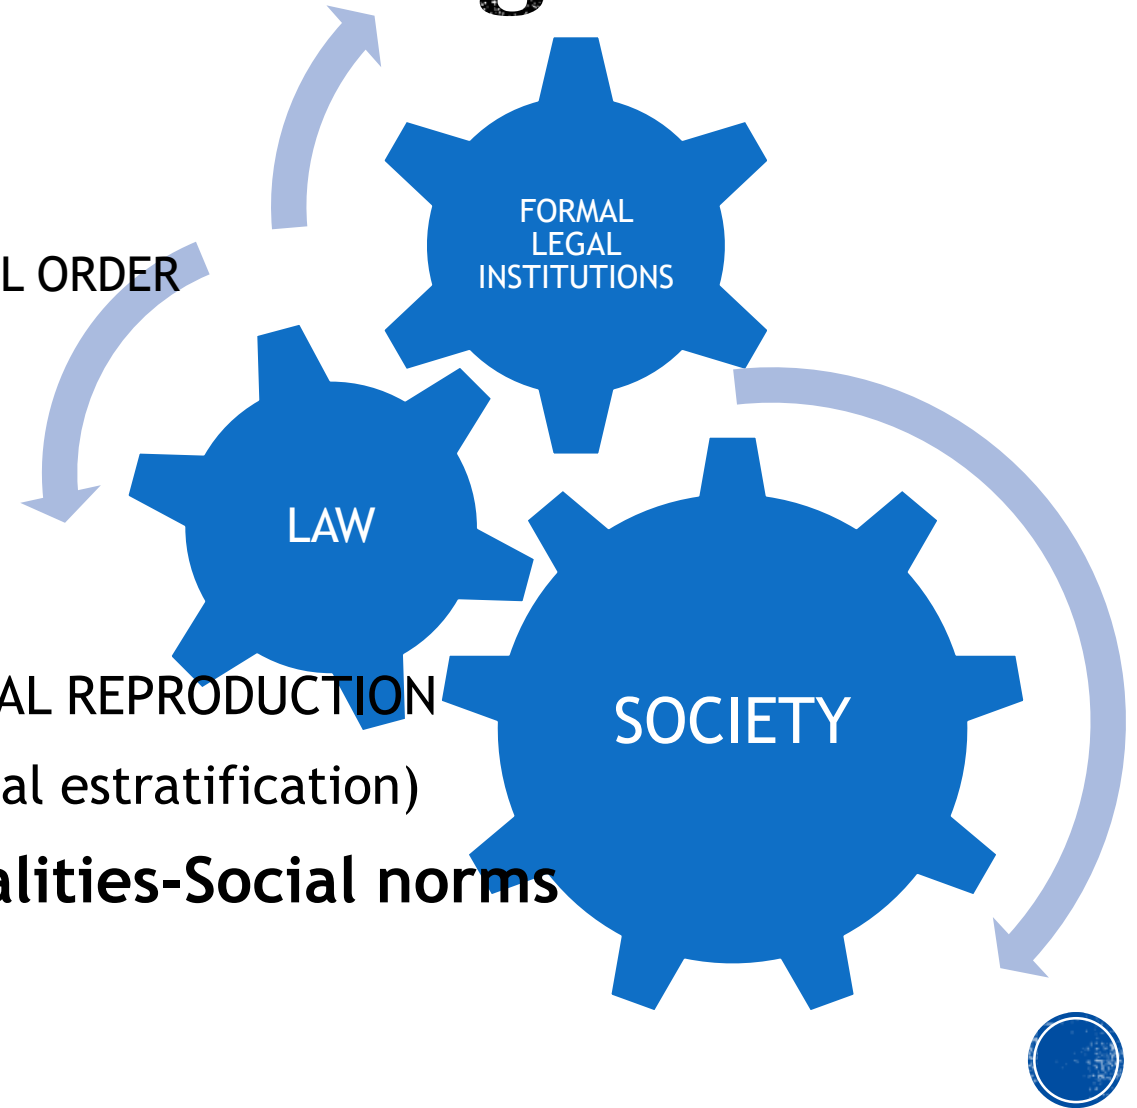 g
FORMAL
LEGAL
INSTITUTIONS
L ORDER
LAW
AL REPRODUCTION
SOCIETY
al estratification)
alities-Social norms